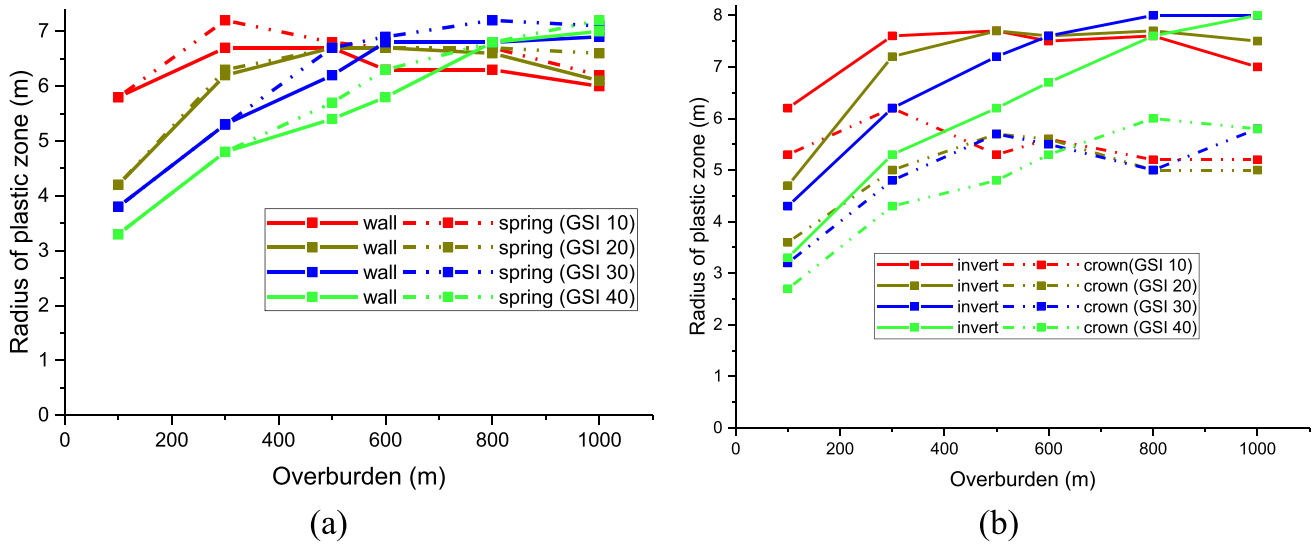 Radius of plastic zone (m)
7
6
5
4
3
2
1
0
0 200 400 600 800 1000
Overburden (m)
wall spring (GSI 10)
wall spring (GSI 20)
wall spring (GSI 30)
wall spring (GSI 40)
(a)
Radius of plastic zone (m)
8
7
6
5
4
3
2
1
0
0 200 400 600 800 1000
Overburden (m)
invert crown(GSI 10)
invert crown (GSI 20)
invert crown (GSI 30)
invert crown (GSI 40)
(b)